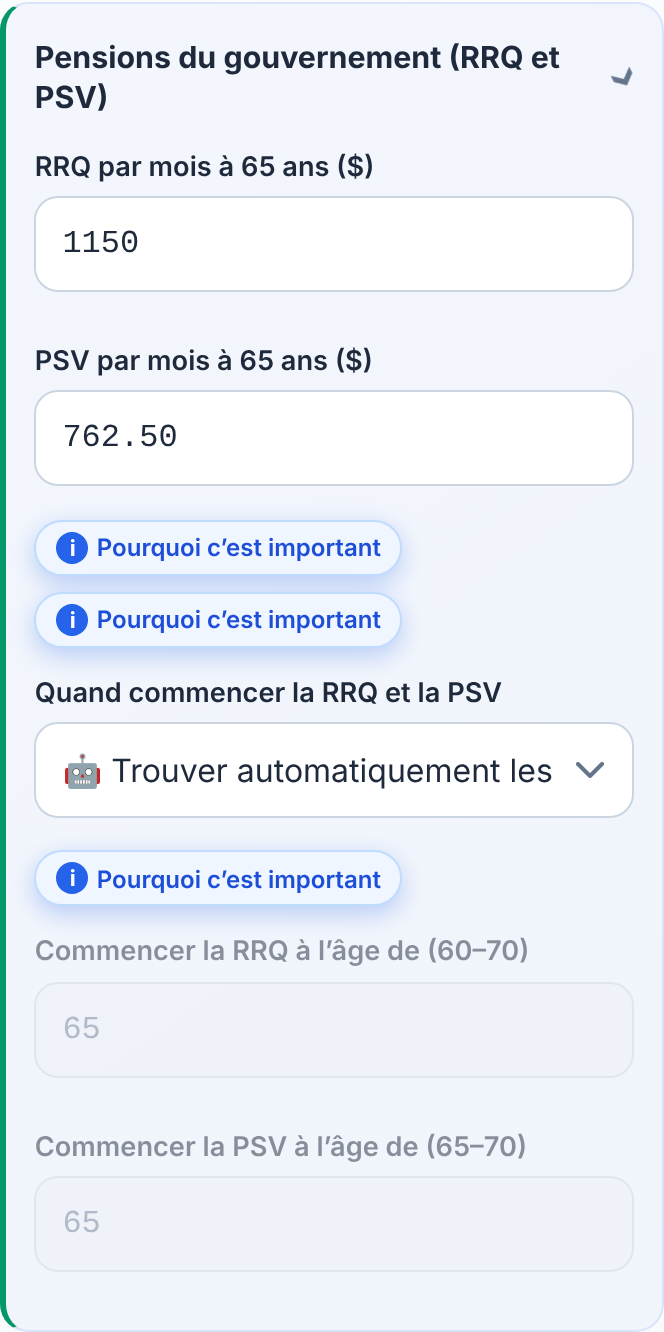 Pensions du gouvernement (RRQ et
PSV)
RRQ par mois à 65 ans ($)
1150
PSV par mois à 65 ans ($)
762.50
i Pourquoi c’est important
i Pourquoi c’est important
Quand commencer la RRQ et la PSV
🤖 Trouver automatiquement les
i Pourquoi c’est important
Commencer la RRQ à l’âge de (60–70)
65
Commencer la PSV à l’âge de (65–70)
65